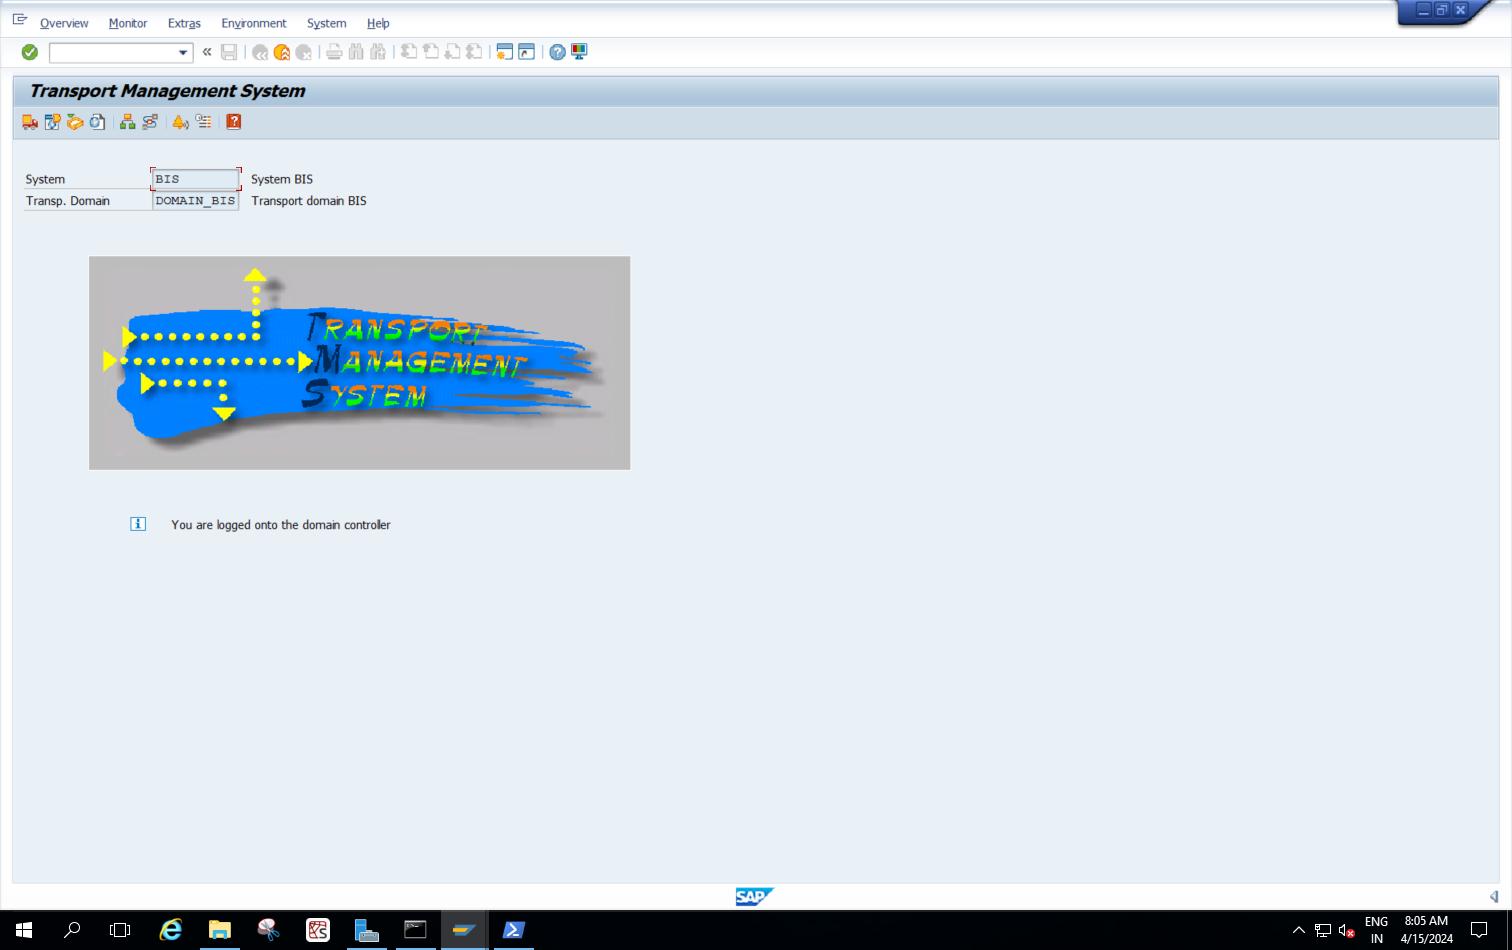 Overview Monitor Extras Environment System Help
Transport Management System
System BIS System BIS
Transp. Domain DOMAIN_BIS Transport domain BIS
TRANSPORT
MANAGEMENT
SYSTEM
You are logged onto the domain controller
SAP
ENG 8:05 AM
IN 4/15/2024